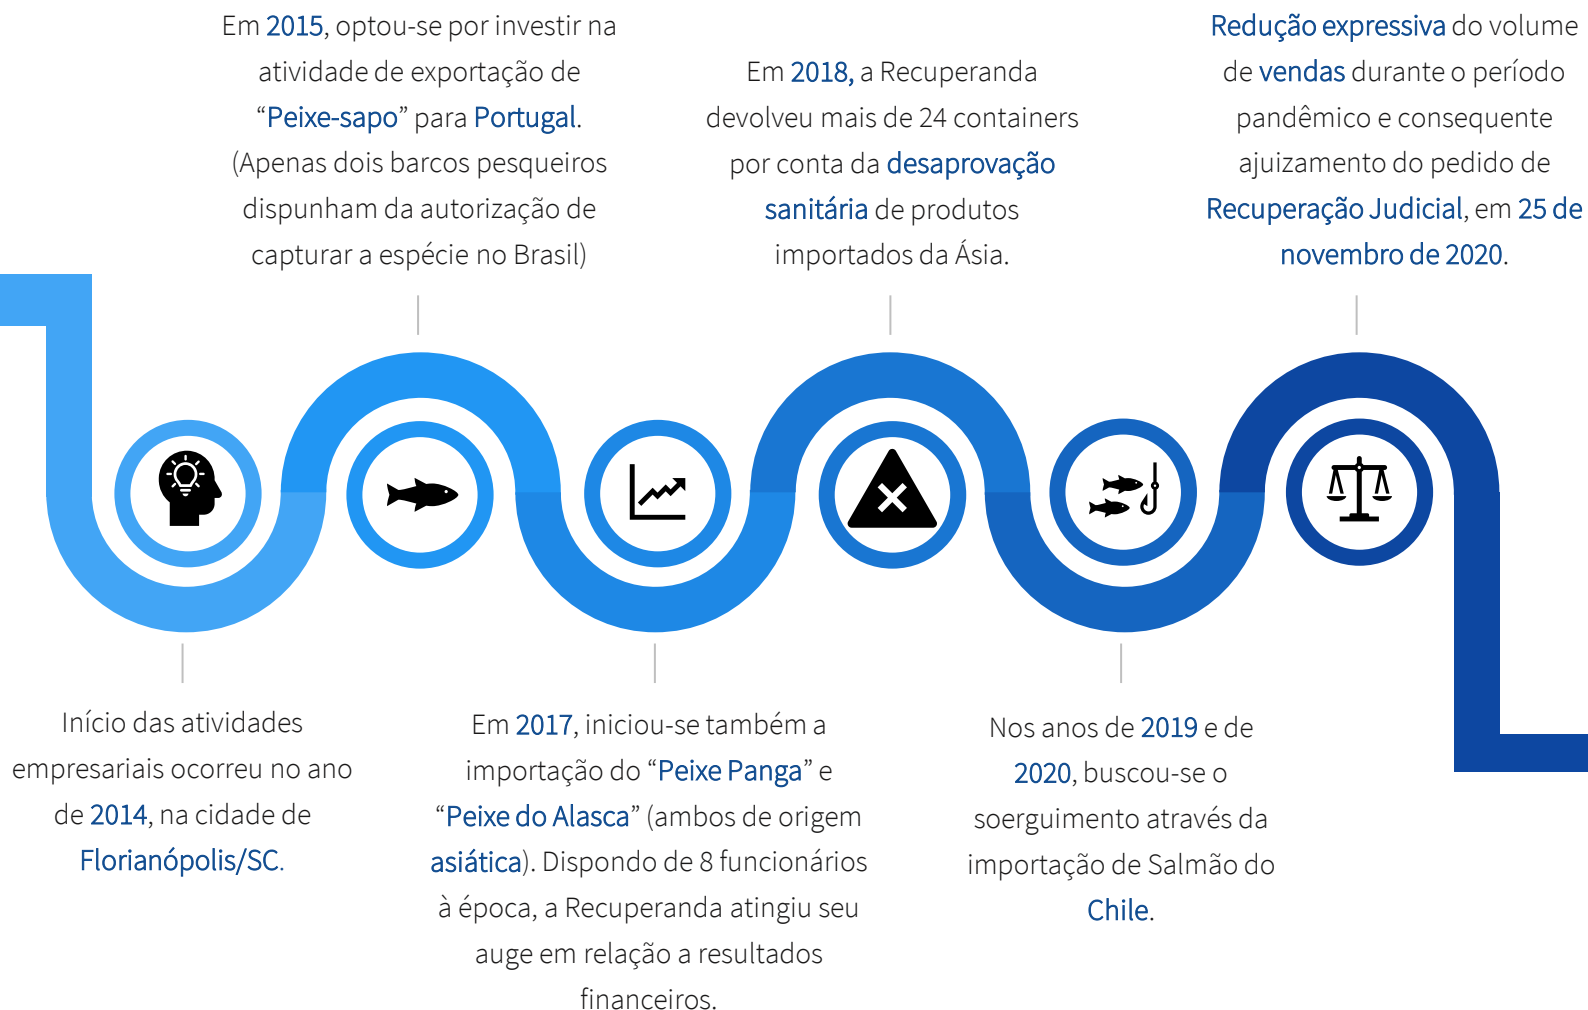 Em 2015, optou-se por investir na
atividade de exportação de
“Peixe-sapo” para Portugal.
(Apenas dois barcos pesqueiros
dispunham da autorização de
capturar a espécie no Brasil)
Em 2018, a Recuperanda
devolveu mais de 24 containers
por conta da desaprovação
sanitária de produtos
importados da Ásia.
Redução expressiva do volume
de vendas durante o período
pandêmico e consequente
ajuizamento do pedido de
Recuperação Judicial, em 25 de
novembro de 2020.
Início das atividades
empresariais ocorreu no ano
de 2014, na cidade de
Florianópolis/SC.
Em 2017, iniciou-se também a
importação do “Peixe Panga” e
“Peixe do Alasca” (ambos de origem
asiática). Dispondo de 8 funcionários
à época, a Recuperanda atingiu seu
auge em relação a resultados
financeiros.
Nos anos de 2019 e de
2020, buscou-se o
soerguimento através da
importação de Salmão do
Chile.